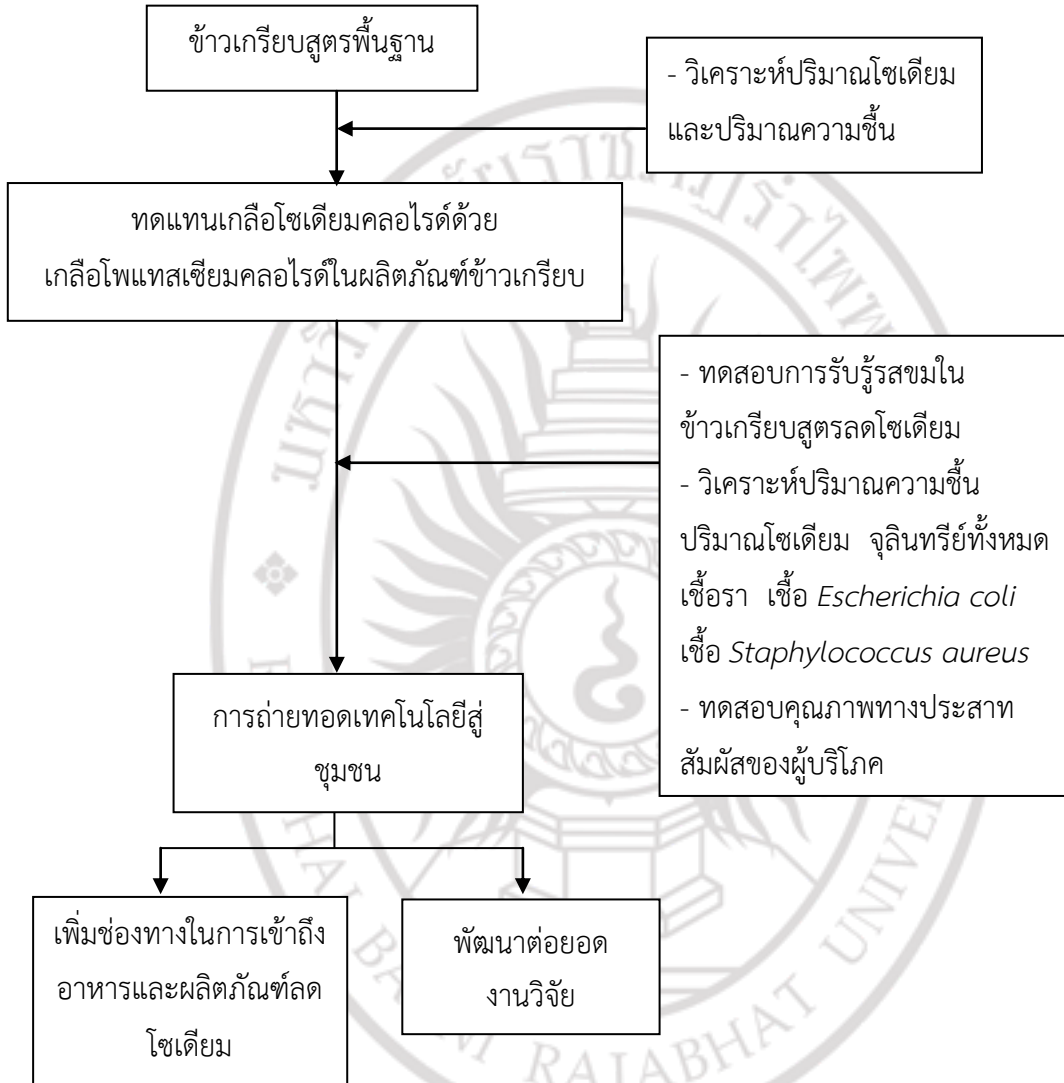 ข้าวเกรียบสูตรพื้นฐาน
- วิเคราะห์ปริมาณโซเดียม
และปริมาณความชื้น
ทดแทนเกลือโซเดียมคลอไรด์ด้วย
เกลือโพแทสเซียมคลอไรด์ในผลิตภัณฑ์ข้าวเกรียบ
- ทดสอบการรับรู้รสขมใน
ข้าวเกรียบสูตรลดโซเดียม
- วิเคราะห์ปริมาณความชื้น
ปริมาณโซเดียม จุลินทรีย์ทั้งหมด
เชื้อรา เชื้อ Escherichia coli
เชื้อ Staphylococcus aureus
- ทดสอบคุณภาพทางประสาท
สัมผัสของผู้บริโภค
การถ่ายทอดเทคโนโลยีสู่
ชุมชน
เพิ่มช่องทางในการเข้าถึง
อาหารและผลิตภัณฑ์ลด
โซเดียม
พัฒนาต่อยอด
งานวิจัย
RAJABHAT